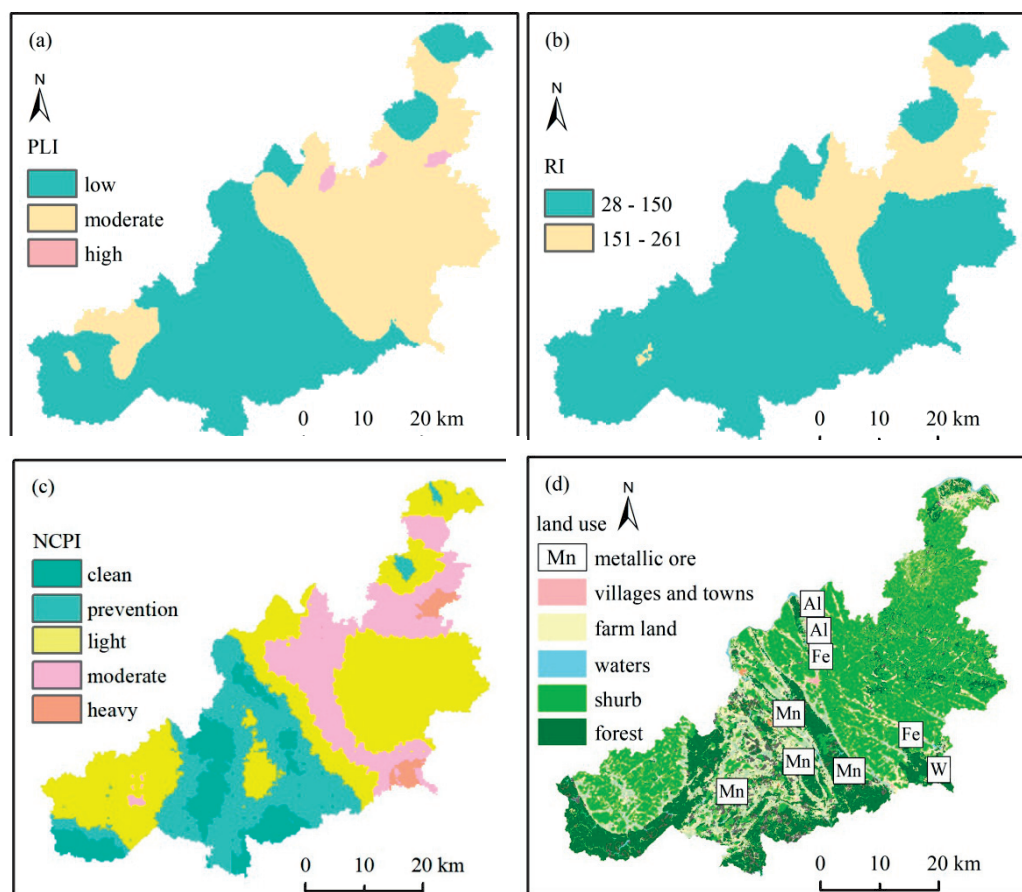 (a)
N
PLI
low
moderate
high
0 10 20 km
(b)
N
RI
28 - 150
151 - 261
0 10 20 km
(c)
NCPI
clean
prevention
light
moderate
heavy
0 10 20 km
(d)
N
land use
Mn metallic ore
villages and towns
farm land
waters
shurb
forest
Al
Al
Fe
Mn
Fe
Mn
Mn
W
Mn
0 10 20 km